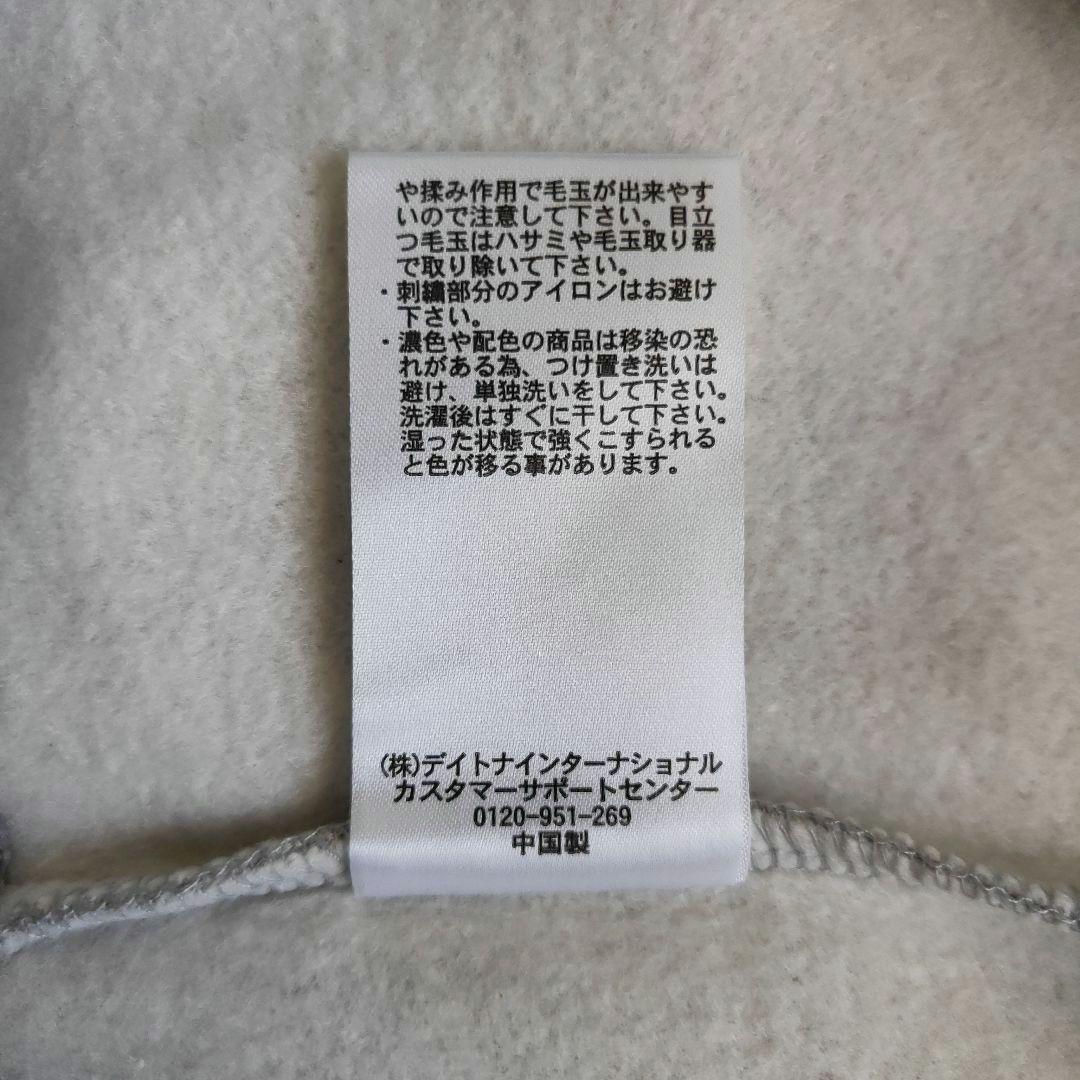 や揉み作用で毛玉が出来やす
いので注意して下さい。目立
つ毛玉はハサミや毛玉取り器
で取り除いて下さい。
・刺繍部分のアイロンはお避け
下さい。
・濃色や配色の商品は移染の恐
れがある為、つけ置き洗いは
避け、単独洗いをして下さい。
洗濯後はすぐに干して下さい。
湿った状態で強くこすられる
と色が移る事があります。
(株)デイトナインターナショナル
カスタマーサポートセンター
0120-951-269
中国製